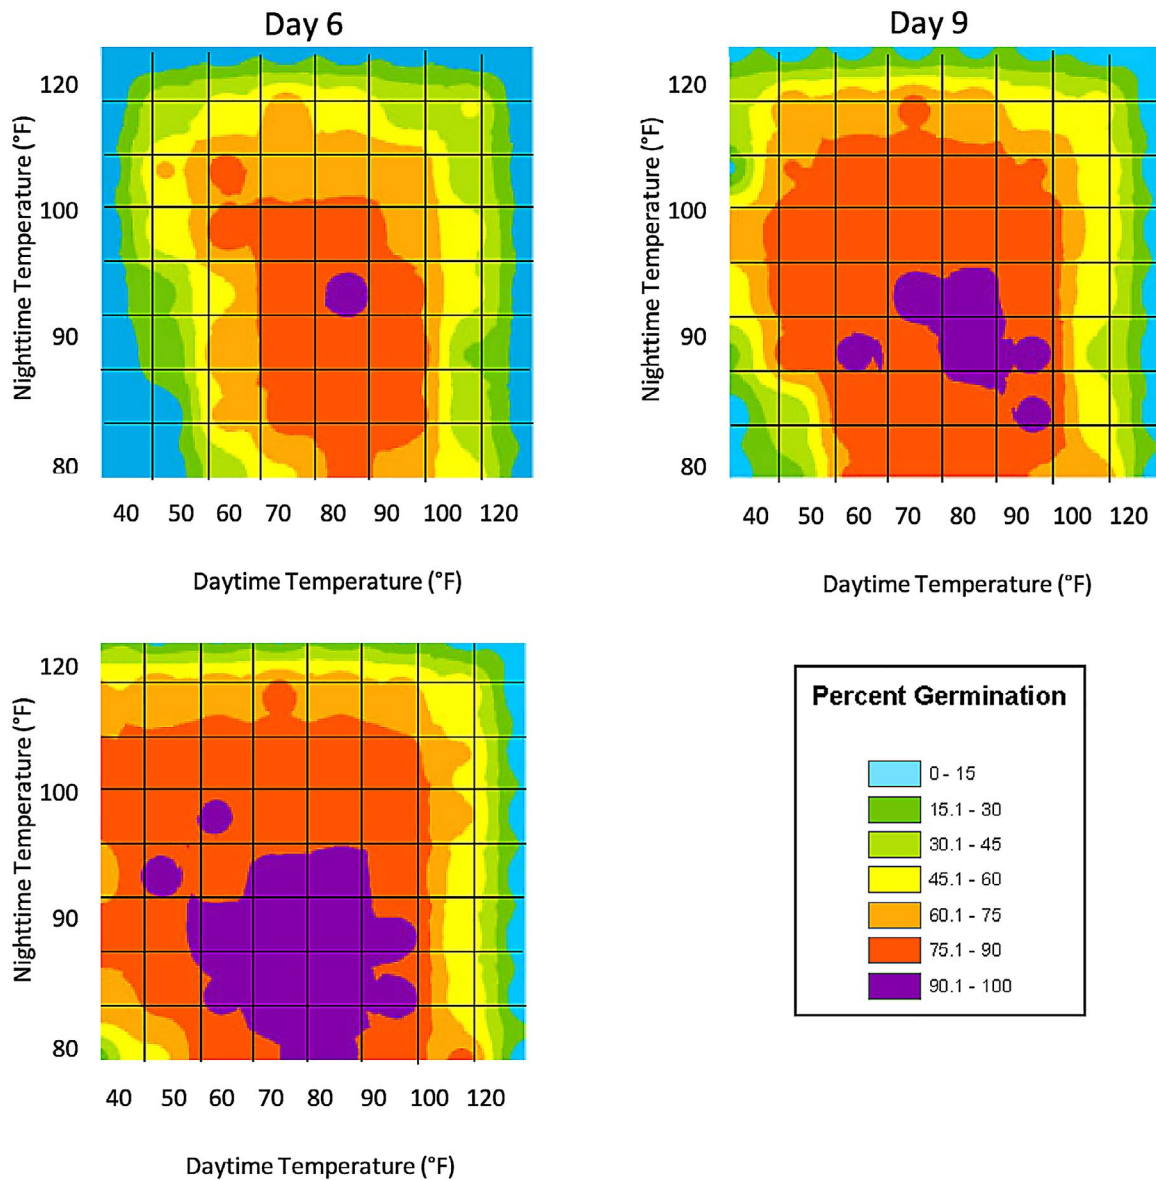 Day 6
Day 9
Nighttime Temperature (°F)
120
100
90
80
40 50 60 70 80 90 100 120
Daytime Temperature (°F)
Nighttime Temperature (°F)
120
100
90
80
40 50 60 70 80 90 100 120
Daytime Temperature (°F)
Nighttime Temperature (°F)
120
100
90
80
40 50 60 70 80 90 100 120
Daytime Temperature (°F)
Percent Germination
0 - 15
15.1 - 30
30.1 - 45
45.1 - 60
60.1 - 75
75.1 - 90
90.1 - 100